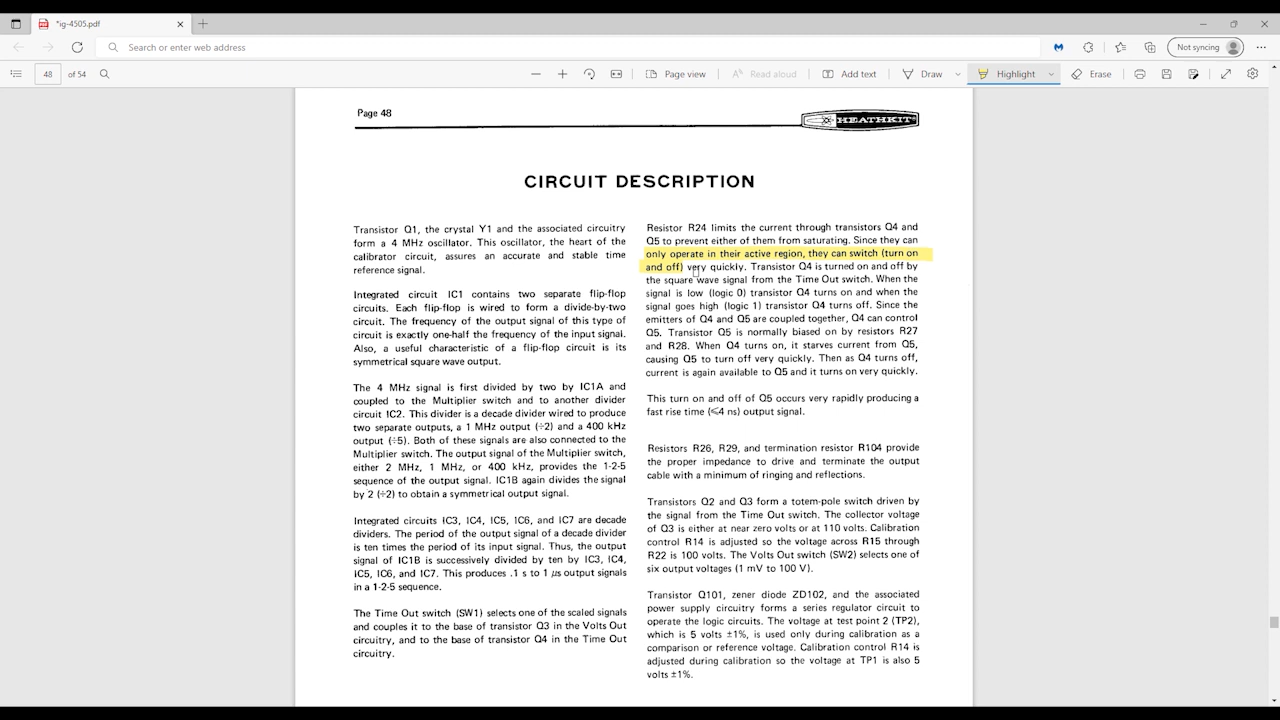 *ig-4505.pdf
Search or enter web address
Not syncing
48 of 54
Page view
Read aloud
Add text
Draw
Highlight
Erase
Page 48
HEATHKIT
CIRCUIT DESCRIPTION
Transistor Q1, the crystal Y1 and the associated circuitry
form a 4 MHz oscillator. This oscillator, the heart of the
calibrator circuit, assures an accurate and stable time
reference signal.
Integrated circuit IC1 contains two separate flip-flop
circuits. Each flip-flop is wired to form a divide-by-two
circuit. The frequency of the output signal of this type of
circuit is exactly one-half the frequency of the input signal.
Also, a useful characteristic of a flip-flop circuit is its
symmetrical square wave output.
The 4 MHz signal is first divided by two by IC1A and
coupled to the Multiplier switch and to another divider
circuit IC2. This divider is a decade divider wired to produce
two separate outputs, a 1 MHz output (÷2) and a 400 kHz
output (÷5). Both of these signals are also connected to the
Multiplier switch. The output signal of the Multiplier switch,
either 2 MHz, 1 MHz, or 400 kHz, provides the 1-2-5
sequence of the output signal. IC1B again divides the signal
by 2 (÷2) to obtain a symmetrical output signal.
Integrated circuits IC3, IC4, IC5, IC6, and IC7 are decade
dividers. The period of the output signal of a decade divider
is ten times the period of its input signal. Thus, the output
signal of IC1B is successively divided by ten by IC3, IC4,
IC5, IC6, and IC7. This produces .1 s to 1 µs output signals
in a 1-2-5 sequence.
The Time Out switch (SW1) selects one of the scaled signals
and couples it to the base of transistor Q3 in the Volts Out
circuitry, and to the base of transistor Q4 in the Time Out
circuitry.
Resistor R24 limits the current through transistors Q4 and
Q5 to prevent either of them from saturating. Since they can
only operate in their active region, they can switch (turn on
and off) very quickly. Transistor Q4 is turned on and off by
the square wave signal from the Time Out switch. When the
signal is low (logic 0) transistor Q4 turns on and when the
signal goes high (logic 1) transistor Q4 turns off. Since the
emitters of Q4 and Q5 are coupled together, Q4 can control
Q5. Transistor Q5 is normally biased on by resistors R27
and R28. When Q4 turns on, it starves current from Q5,
causing Q5 to turn off very quickly. Then as Q4 turns off,
current is again available to Q5 and it turns on very quickly.
This turn on and off of Q5 occurs very rapidly producing a
fast rise time (≤4 ns) output signal.
Resistors R26, R29, and termination resistor R104 provide
the proper impedance to drive and terminate the output
cable with a minimum of ringing and reflections.
Transistors Q2 and Q3 form a totem-pole switch driven by
the signal from the Time Out switch. The collector voltage
of Q3 is either at near zero volts or at 110 volts. Calibration
control R14 is adjusted so the voltage across R15 through
R22 is 100 volts. The Volts Out switch (SW2) selects one of
six output voltages (1 mV to 100 V).
Transistor Q101, zener diode ZD102, and the associated
power supply circuitry forms a series regulator circuit to
operate the logic circuits. The voltage at test point 2 (TP2),
which is 5 volts ±1%, is used only during calibration as a
comparison or reference voltage. Calibration control R14 is
adjusted during calibration so the voltage at TP1 is also 5
volts ±1%.